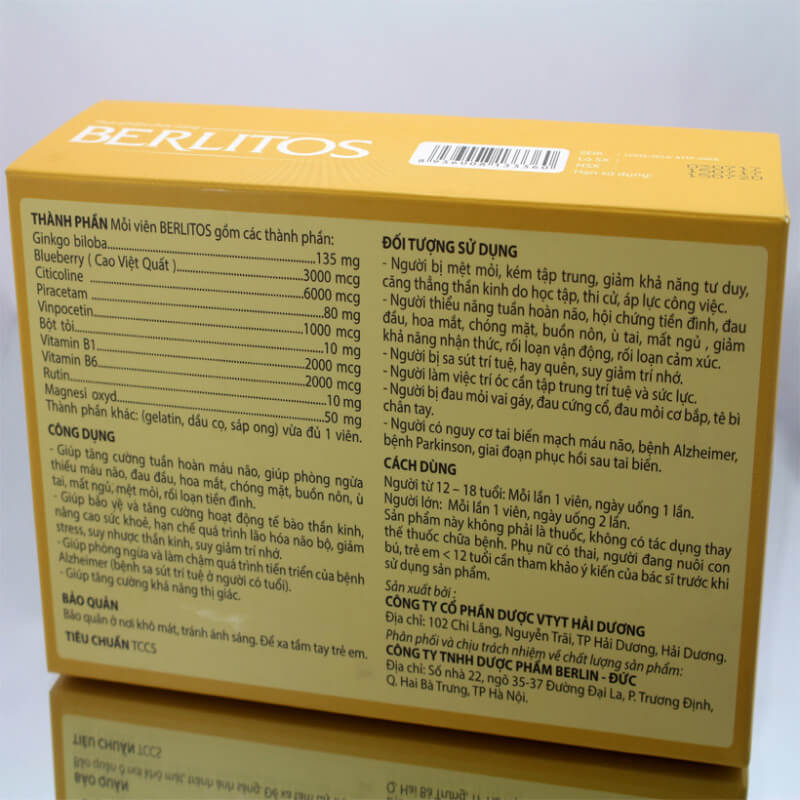 BERLITOS
8 936008 133360
Lô SX :
NSX
Hạn sử dụng:
THÀNH PHẦN Mỗi viên BERLITOS gồm các thành phần:
Ginkgo biloba.....135 mg
Blueberry ( Cao Việt Quất ).....3000 mcg
Citicoline .....6000 mcg
Piracetam .....80 mg
Vinpocetin.....1000 mcg
Bột tỏi.....10 mg
Vitamin B1.....2000 mcg
Vitamin B6.....2000 mcg
Rutin.....10 mg
Magnesi oxyd.....50 mg
Thành phần khác: (gelatin, dầu cọ, sáp ong) vừa đủ 1 viên.
CÔNG DỤNG
- Giúp tăng cường tuần hoàn máu não, giúp phòng ngừa
thiếu máu não, đau đầu, hoa mắt, chóng mặt, buồn nôn, ù
tai, mất ngủ, mệt mỏi, rối loạn tiền đình.
- Giúp bảo vệ và tăng cường hoạt động tế bào thần kinh,
nâng cao sức khoẻ, hạn chế quá trình lão hóa não bộ, giảm
stress, suy nhược thần kinh, suy giảm trí nhớ.
- Giúp phòng ngừa và làm chậm quá trình tiến triển của bệnh
Alzheimer (bệnh sa sút trí tuệ ở người có tuổi).
- Giúp tăng cường khả năng thị giác.
BẢO QUẢN
Bảo quản ở nơi khô mát, tránh ánh sáng. Để xa tầm tay trẻ em.
TIÊU CHUẨN TCCS
ĐỐI TƯỢNG SỬ DỤNG
- Người bị mệt mỏi, kém tập trung, giảm khả năng tư duy,
căng thẳng thần kinh do học tập, thi cử, áp lực công việc.
- Người thiểu năng tuần hoàn não, hội chứng tiền đình, đau
đầu, hoa mắt, chóng mặt, buồn nôn, ù tai, mất ngủ , giảm
khả năng nhận thức, rối loạn vận động, rối loạn cảm xúc.
- Người bị sa sút trí tuệ, hay quên, suy giảm trí nhớ.
- Người làm việc trí óc cần tập trung trí tuệ và sức lực.
- Người bị đau mỏi vai gáy, đau cứng cổ, đau mỏi cơ bắp, tê bì
chân tay.
- Người có nguy cơ tai biến mạch máu não, bệnh Alzheimer,
bệnh Parkinson, giai đoạn phục hồi sau tai biến.
CÁCH DÙNG
Người từ 12 – 18 tuổi: Mỗi lần 1 viên, ngày uống 1 lần.
Người lớn: Mỗi lần 1 viên, ngày uống 2 lần.
Sản phẩm này không phải là thuốc, không có tác dụng thay
thế thuốc chữa bệnh. Phụ nữ có thai, người đang nuôi con
bú, trẻ em < 12 tuổi cần tham khảo ý kiến của bác sĩ trước khi
sử dụng sản phẩm.
Sản xuất bởi :
CÔNG TY CỔ PHẦN DƯỢC VTYT HẢI DƯƠNG
Địa chỉ: 102 Chi Lăng, Nguyễn Trãi, TP Hải Dương, Hải Dương.
Phân phối và chịu trách nhiệm về chất lượng sản phẩm:
CÔNG TY TNHH DƯỢC PHẨM BERLIN - ĐỨC
Địa chỉ: Số nhà 22, ngõ 35-37 Đường Đại La, P. Trương Định,
Q. Hai Bà Trưng, TP Hà Nội.